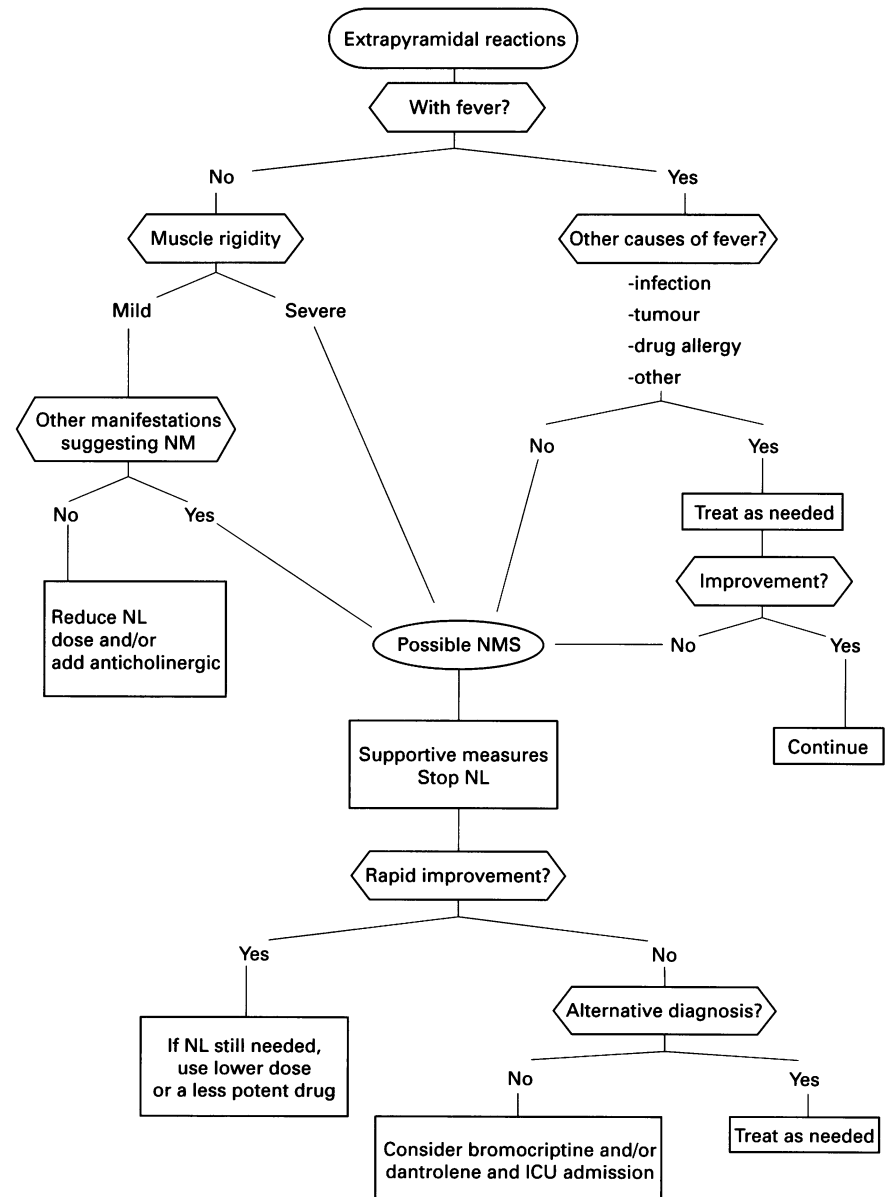 Extrapyramidal reactions
With fever?
No
Yes
Muscle rigidity
Other causes of fever?
-infection
-tumour
-drug allergy
-other
Mild
Severe
Other manifestations
suggesting NM
No
Yes
No
Yes
Treat as needed
Improvement?
Reduce NL
dose and/or
add anticholinergic
Possible NMS
No
Yes
Continue
Supportive measures
Stop NL
Rapid improvement?
Yes
No
Alternative diagnosis?
If NL still needed,
use lower dose
or a less potent drug
No
Yes
Consider bromocriptine and/or
dantrolene and ICU admission
Treat as needed